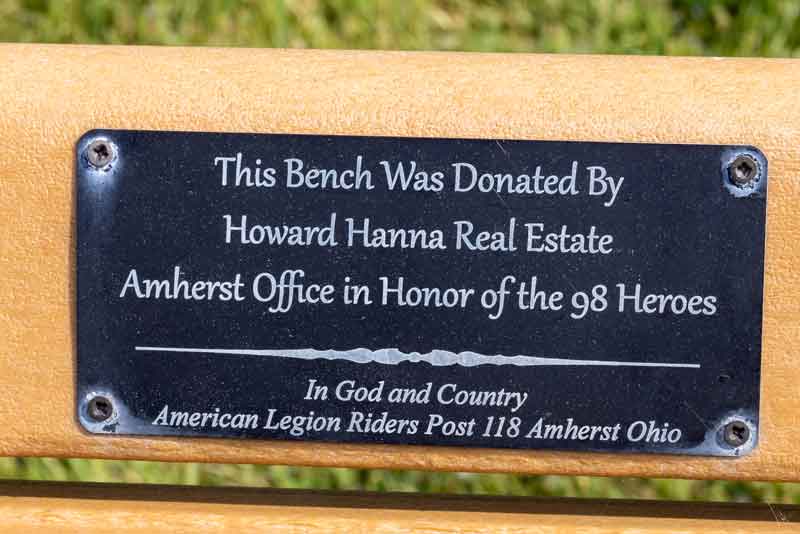 This Bench Was Donated By
Howard Hanna Real Estate
Amherst Office in Honor of the 98 Heroes
In God and Country
American Legion Riders Post 118 Amherst Ohio